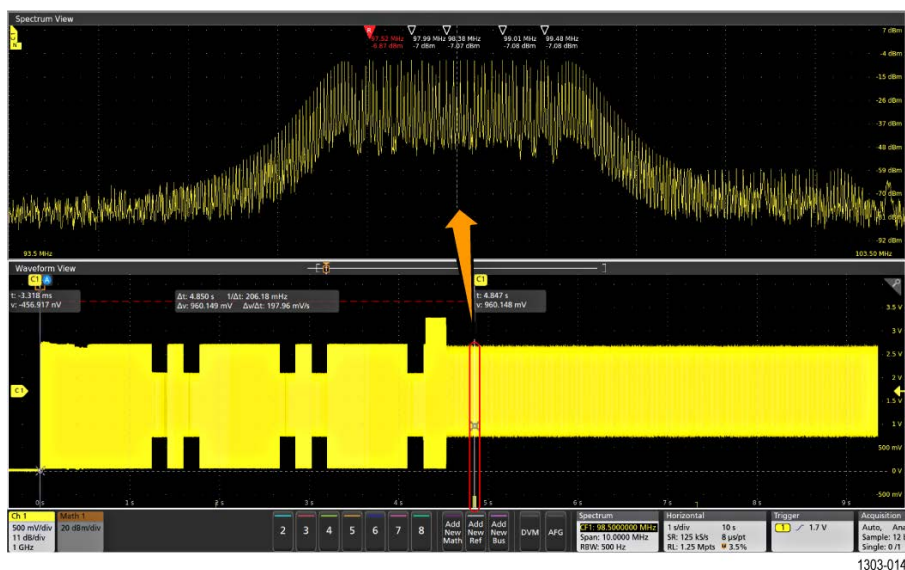 Spectrum View
97.52 MHz 97.99 MHz 98.38 MHz 99.01 MHz 99.48 MHz
-6.87 dBm -7 dBm -7.07 dBm -7.08 dBm -7.08 dBm
7 dBm
-4 dBm
-15 dBm
-26 dBm
-37 dBm
-48 dBm
-59 dBm
-70 dBm
-92 dBm
93.5 MHz 103.50 MHz
Waveform View
C1 C1
t: -3.318 ms Δt: 4.850 s 1/Δt: 206.18 mHz t: 4.847 s
v: -456.917 mV Δv: 960.149 mV Δv/Δt: 197.96 mV/s v: 960.148 mV
3.5 V
3 V
2.5 V
2 V
C1
1.5 V
1 V
500 mV
0 V
-500 mV
0 s 1 s 2 s 3 s 4 s 5 s 6 s 7 s 8 s 9 s
Ch 1 Math 1 Spectrum Horizontal Trigger Acquisition
500 mV/div 20 dBm/div CF1: 98.5000000 MHz 1 s/div 10 s 1 1.7 V Auto, Ana
11 dB/div Span: 10.0000 MHz SR: 125 kS/s 8 µs/pt Sample: 12 b
1 GHz RBW: 500 Hz RL: 1.25 Mpts 3.5% Single: 0 /1
2 3 4 5 6 7 8 Add New Math Add New Ref Add New Bus DVM AFG
1303-014